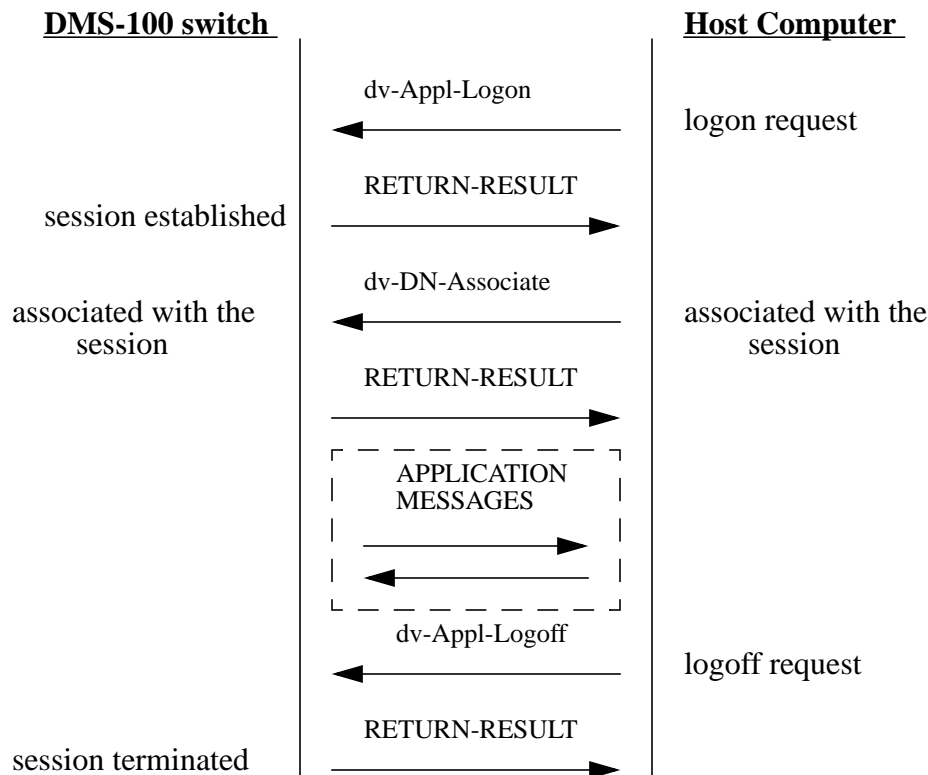 DMS-100 switch
Host Computer
dv-Appl-Logon
logon request
RETURN-RESULT
session established
dv-DN-Associate
associated with the
session
associated with the
session
RETURN-RESULT
APPLICATION
MESSAGES
dv-Appl-Logoff
logoff request
RETURN-RESULT
session terminated